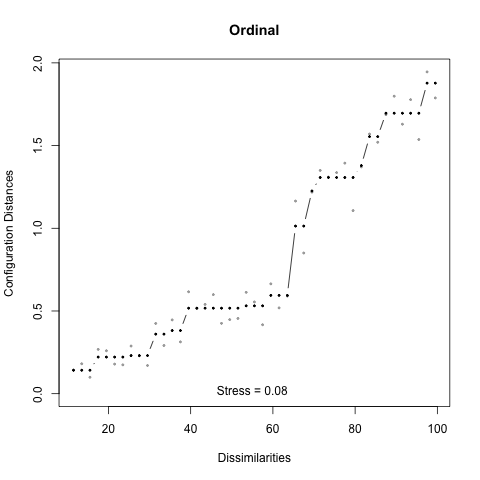 Ordinal
Configuration Distances
2.0
1.5
1.0
0.5
0.0
Stress = 0.08
20 40 60 80 100
Dissimilarities